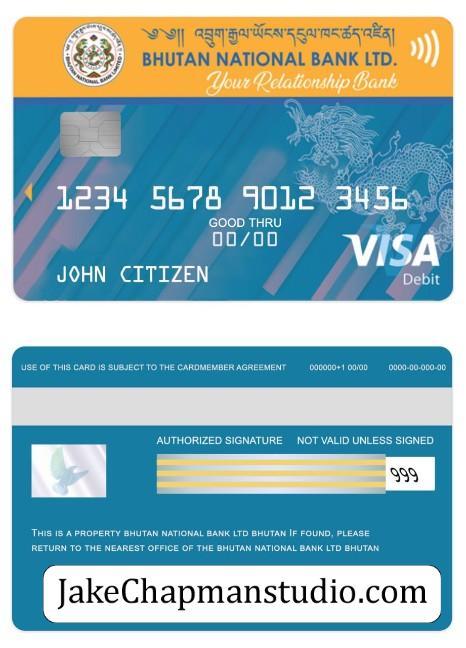 ༄༅།། འབྲུག་རྒྱལ་ཡོངས་དངུལ་ཁང་ཚད་འཛིན།
BHUTAN NATIONAL BANK LTD.
Your Relationship Bank
BHUTAN NATIONAL BANK LIMITED
1234 5678 9012 3456
GOOD THRU
00/00
VISA
Debit
JOHN CITIZEN
USE OF THIS CARD IS SUBJECT TO THE CARDMEMBER AGREEMENT 000000+1 00/00 0000-00-000-00
AUTHORIZED SIGNATURE NOT VALID UNLESS SIGNED
999
THIS IS A PROPERTY BHUTAN NATIONAL BANK LTD BHUTAN IF FOUND, PLEASE
RETURN TO THE NEAREST OFFICE OF THE BHUTAN NATIONAL BANK LTD BHUTAN
JakeChapmanstudio.com